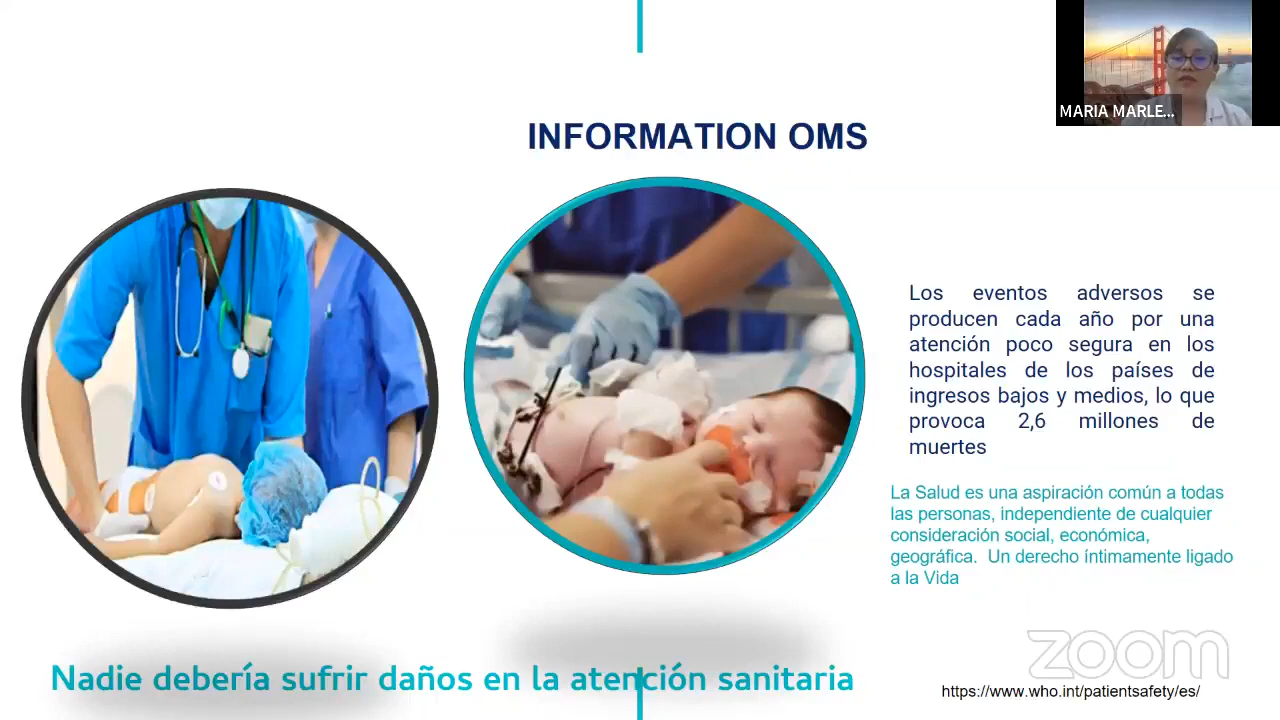 MARIA MARLE...
INFORMATION OMS
Los eventos adversos se
producen cada año por una
atención poco segura en los
hospitales de los países de
ingresos bajos y medios, lo que
provoca 2,6 millones de
muertes
La Salud es una aspiración común a todas
las personas, independiente de cualquier
consideración social, económica,
geográfica. Un derecho íntimamente ligado
a la Vida
zoom
Nadie debería sufrir daños en la atención sanitaria
https://www.who.int/patientsafety/es/